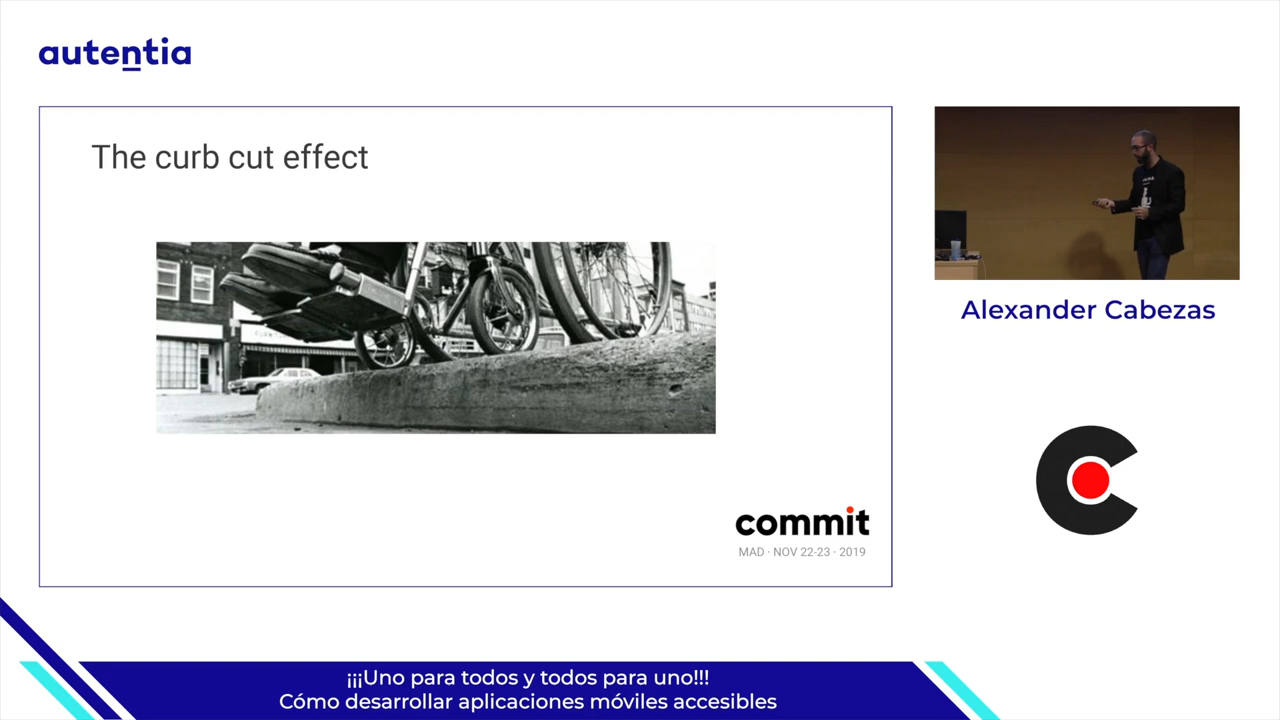 autentia
The curb cut effect
commit
MAD · NOV 22-23 · 2019
Alexander Cabezas
¡¡¡Uno para todos y todos para uno!!!
Cómo desarrollar aplicaciones móviles accesibles